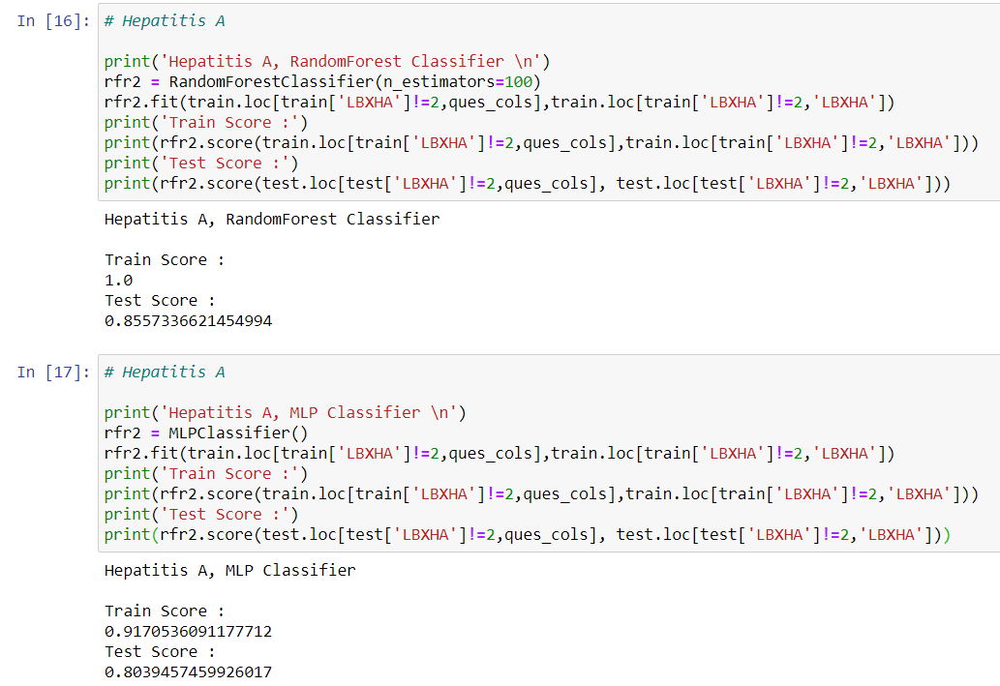 In [16]: # Hepatitis A
print('Hepatitis A, RandomForest Classifier \n')
rfr2 = RandomForestClassifier(n_estimators=100)
rfr2.fit(train.loc[train['LBXHA']!=2,ques_cols],train.loc[train['LBXHA']!=2,'LBXHA'])
print('Train Score :')
print(rfr2.score(train.loc[train['LBXHA']!=2,ques_cols],train.loc[train['LBXHA']!=2,'LBXHA']))
print('Test Score :')
print(rfr2.score(test.loc[test['LBXHA']!=2,ques_cols], test.loc[test['LBXHA']!=2,'LBXHA']))
Hepatitis A, RandomForest Classifier
Train Score :
1.0
Test Score :
0.8557336621454994
In [17]: # Hepatitis A
print('Hepatitis A, MLP Classifier \n')
rfr2 = MLPClassifier()
rfr2.fit(train.loc[train['LBXHA']!=2,ques_cols],train.loc[train['LBXHA']!=2,'LBXHA'])
print('Train Score :')
print(rfr2.score(train.loc[train['LBXHA']!=2,ques_cols],train.loc[train['LBXHA']!=2,'LBXHA']))
print('Test Score :')
print(rfr2.score(test.loc[test['LBXHA']!=2,ques_cols], test.loc[test['LBXHA']!=2,'LBXHA']))
Hepatitis A, MLP Classifier
Train Score :
0.9170536091177712
Test Score :
0.8039457459926017